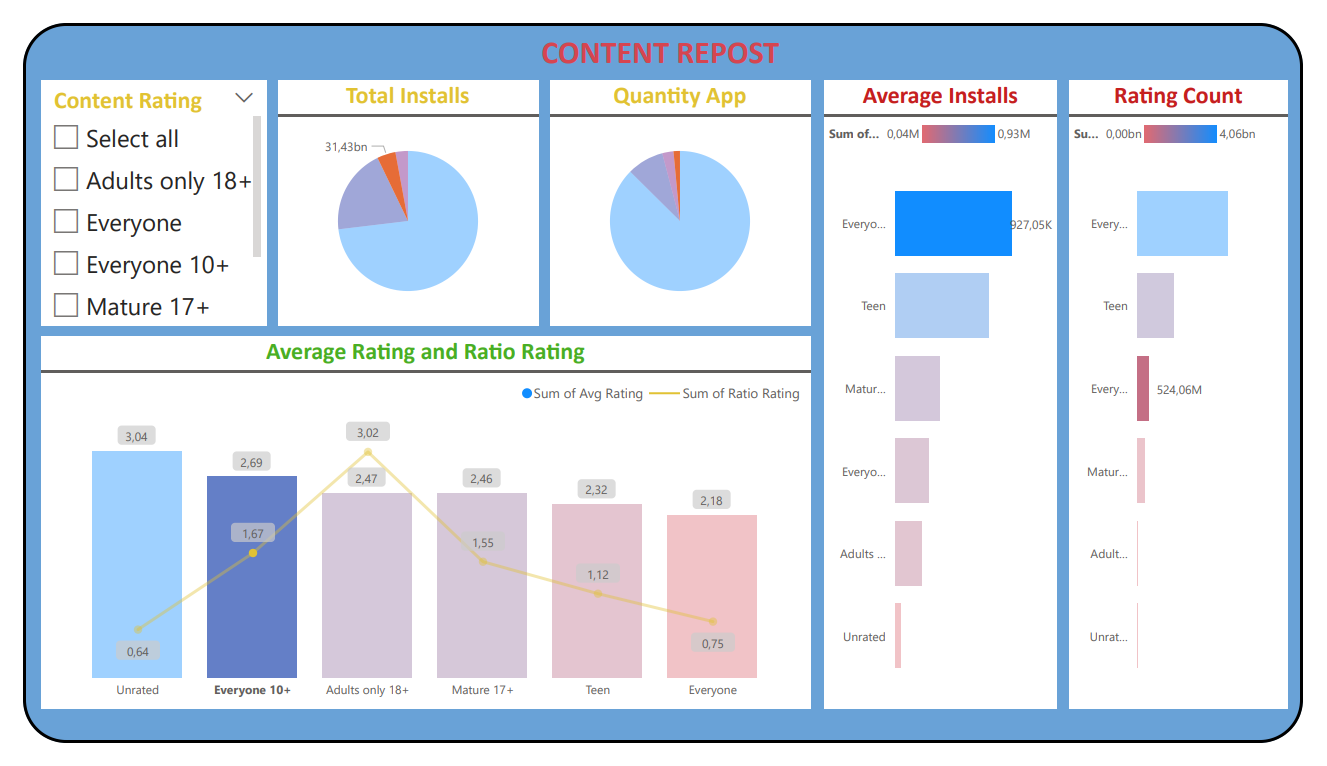 CONTENT REPOST
Content Rating
Select all
Adults only 18+
Everyone
Everyone 10+
Mature 17+
Total Installs
31,43bn
Quantity App
Average Rating and Ratio Rating
Sum of Avg Rating
Sum of Ratio Rating
3,04
2,69
3,02
2,47
2,46
2,32
2,18
1,67
1,55
1,12
0,64
0,75
Unrated
Everyone 10+
Adults only 18+
Mature 17+
Teen
Everyone
Average Installs
Sum of... 0,04M 0,93M
Everyo... 927,05K
Teen
Matur...
Everyo...
Adults ...
Unrated
Rating Count
Su... 0,00bn 4,06bn
Every...
Teen
Every... 524,06M
Matur...
Adult...
Unrat...